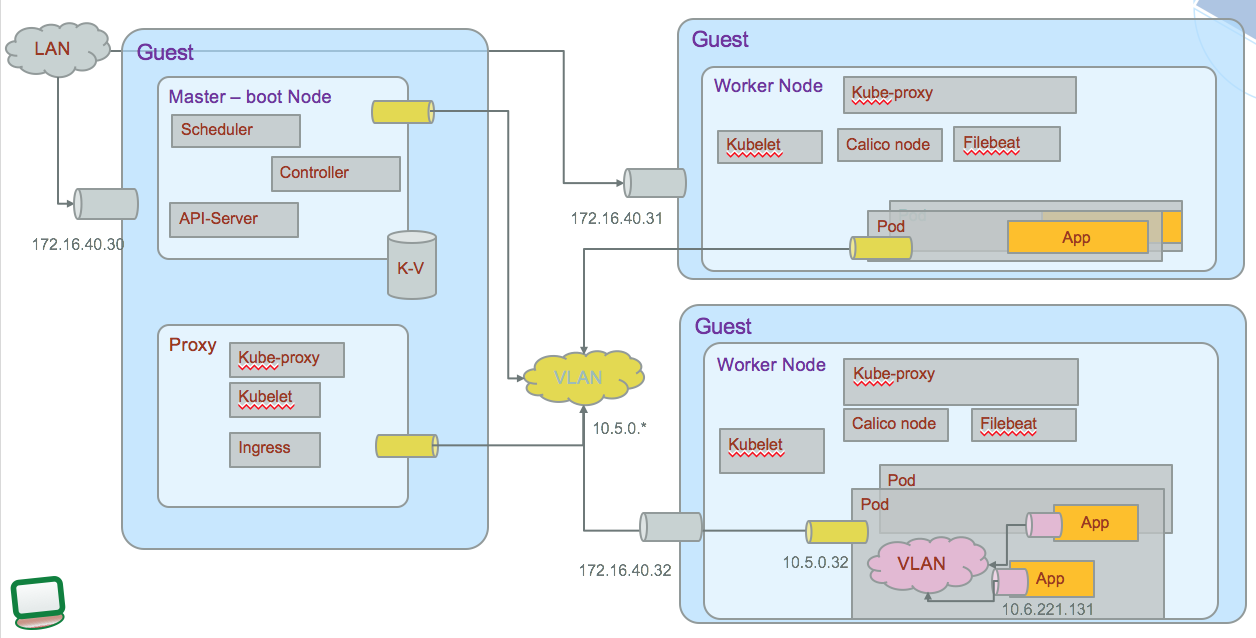 LAN
Guest
Master – boot Node
Scheduler
Controller
API-Server
172.16.40.30
K-V
Proxy
Kube-proxy
Kubelet
Ingress
VLAN
10.5.0.*
Guest
Worker Node
Kube-proxy
Kubelet
Calico node
Filebeat
172.16.40.31
Pod
Pod
App
Guest
Worker Node
Kube-proxy
Calico node
Filebeat
Kubelet
Pod
Pod
App
VLAN
App
172.16.40.32
10.5.0.32
10.6.221.131